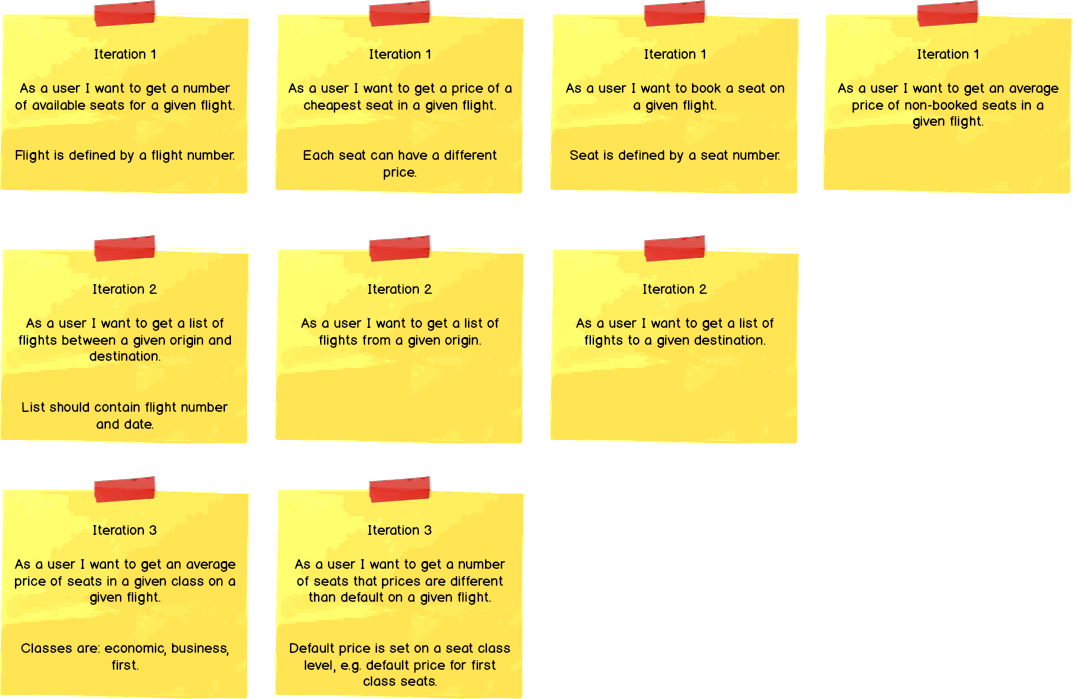 Iteration 1
As a user I want to get a number
of available seats for a given flight.
Flight is defined by a flight number.
Iteration 1
As a user I want to get a price of a
cheapest seat in a given flight.
Each seat can have a different
price.
Iteration 1
As a user I want to book a seat on
a given flight.
Seat is defined by a seat number.
Iteration 1
As a user I want to get an average
price of non-booked seats in a
given flight.
Iteration 2
As a user I want to get a list of
flights between a given origin and
destination.
List should contain flight number
and date.
Iteration 2
As a user I want to get a list of
flights from a given origin.
Iteration 2
As a user I want to get a list of
flights to a given destination.
Iteration 3
As a user I want to get an average
price of seats in a given class on a
given flight.
Classes are: economic, business,
first.
Iteration 3
As a user I want to get a number
of seats that prices are different
than default on a given flight.
Default price is set on a seat class
level, e.g. default price for first
class seats.